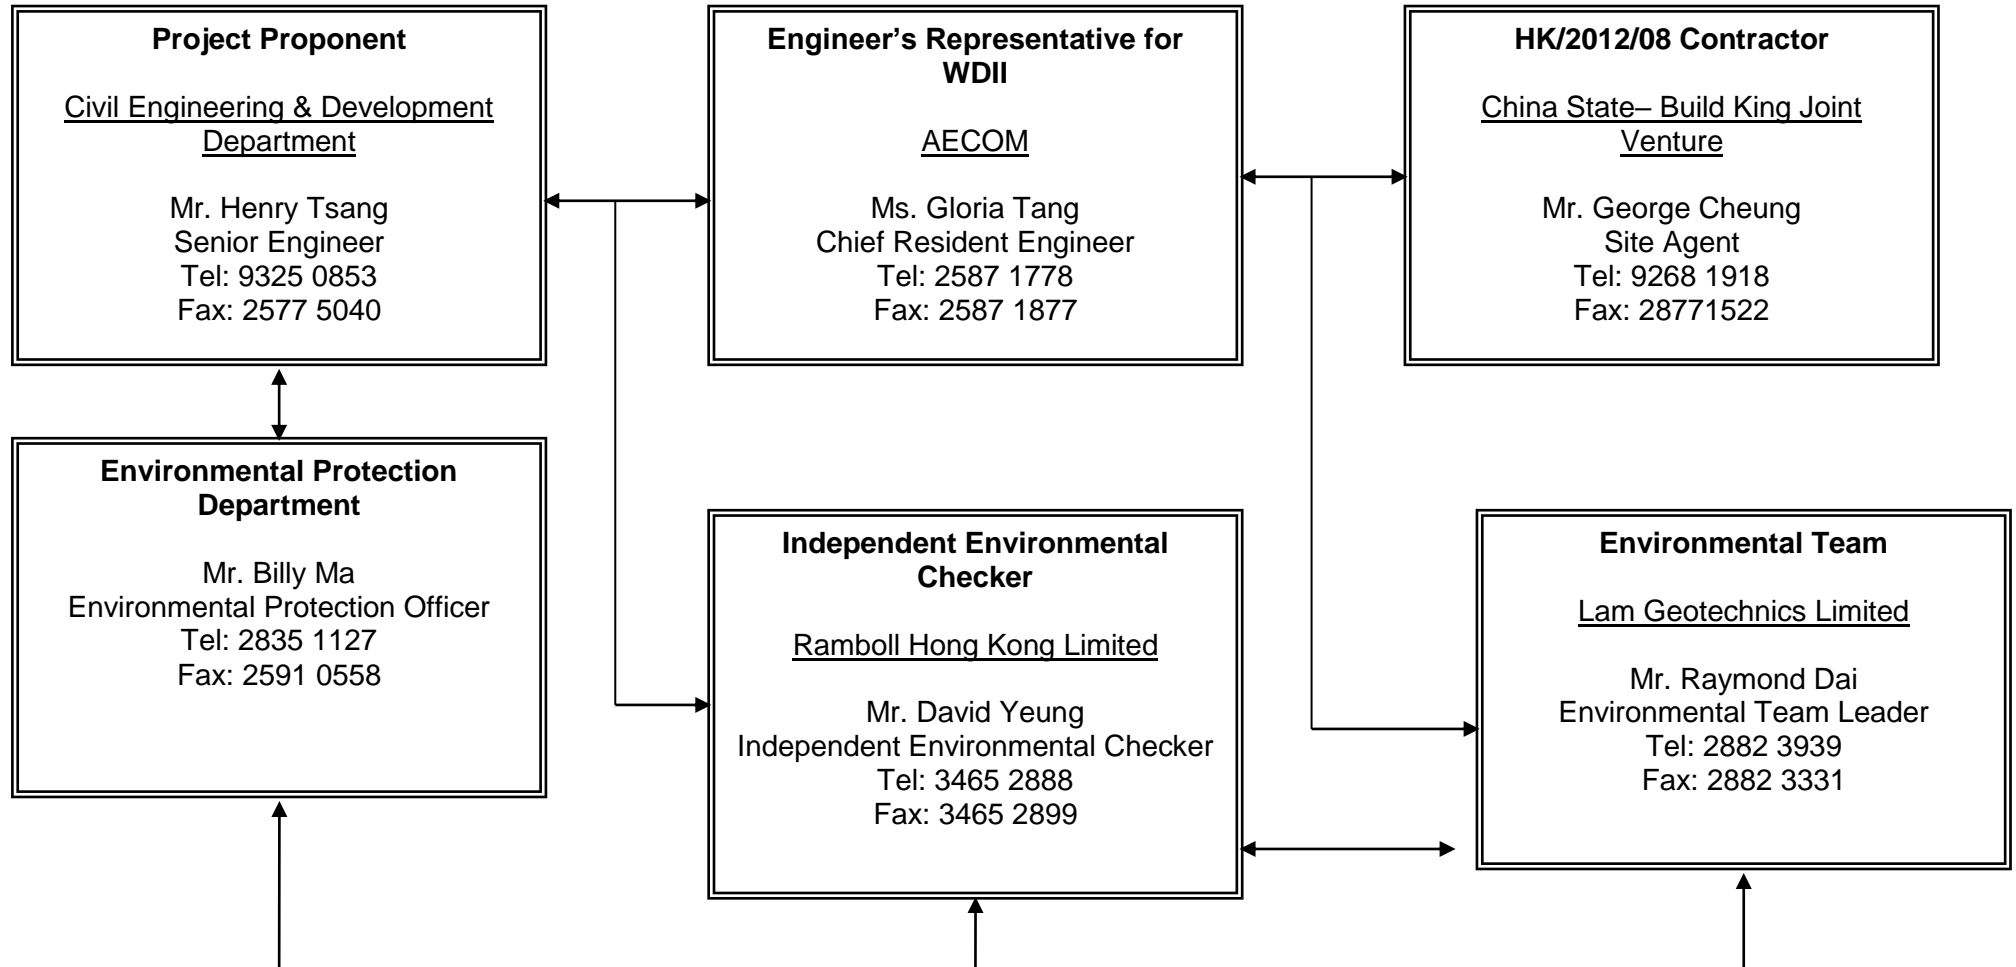 Project Proponent
Civil Engineering & Development
Department
Mr. Henry Tsang
Senior Engineer
Tel: 9325 0853
Fax: 2577 5040
Engineer's Representative for
WDII
AECOM
Ms. Gloria Tang
Chief Resident Engineer
Tel: 2587 1778
Fax: 2587 1877
HK/2012/08 Contractor
China State– Build King Joint
Venture
Mr. George Cheung
Site Agent
Tel: 9268 1918
Fax: 28771522
Environmental Protection
Department
Mr. Billy Ma
Environmental Protection Officer
Tel: 2835 1127
Fax: 2591 0558
Independent Environmental
Checker
Ramboll Hong Kong Limited
Mr. David Yeung
Independent Environmental Checker
Tel: 3465 2888
Fax: 3465 2899
Environmental Team
Lam Geotechnics Limited
Mr. Raymond Dai
Environmental Team Leader
Tel: 2882 3939
Fax: 2882 3331